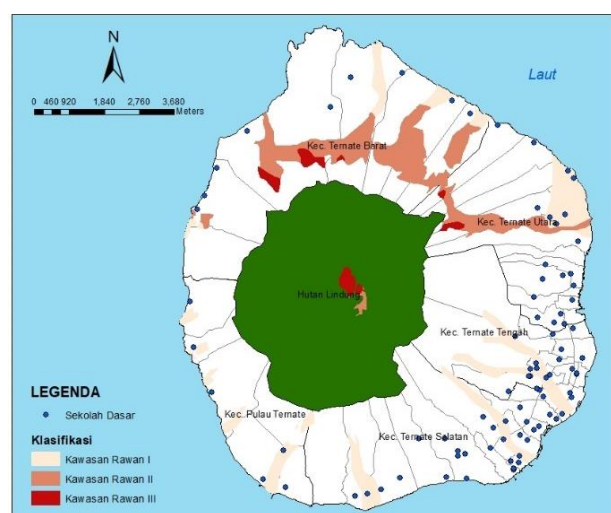 N
0 460 920 1,840 2,760 3,680
Meters
Laut
Kec. Ternate Barat
Kec. Ternate Utara
Hutan Lindung
Kec. Ternate Tengah
Kec. Pulau Ternate
Kec. Ternate Selatan
LEGENDA
Sekolah Dasar
Klasifikasi
Kawasan Rawan I
Kawasan Rawan II
Kawasan Rawan III